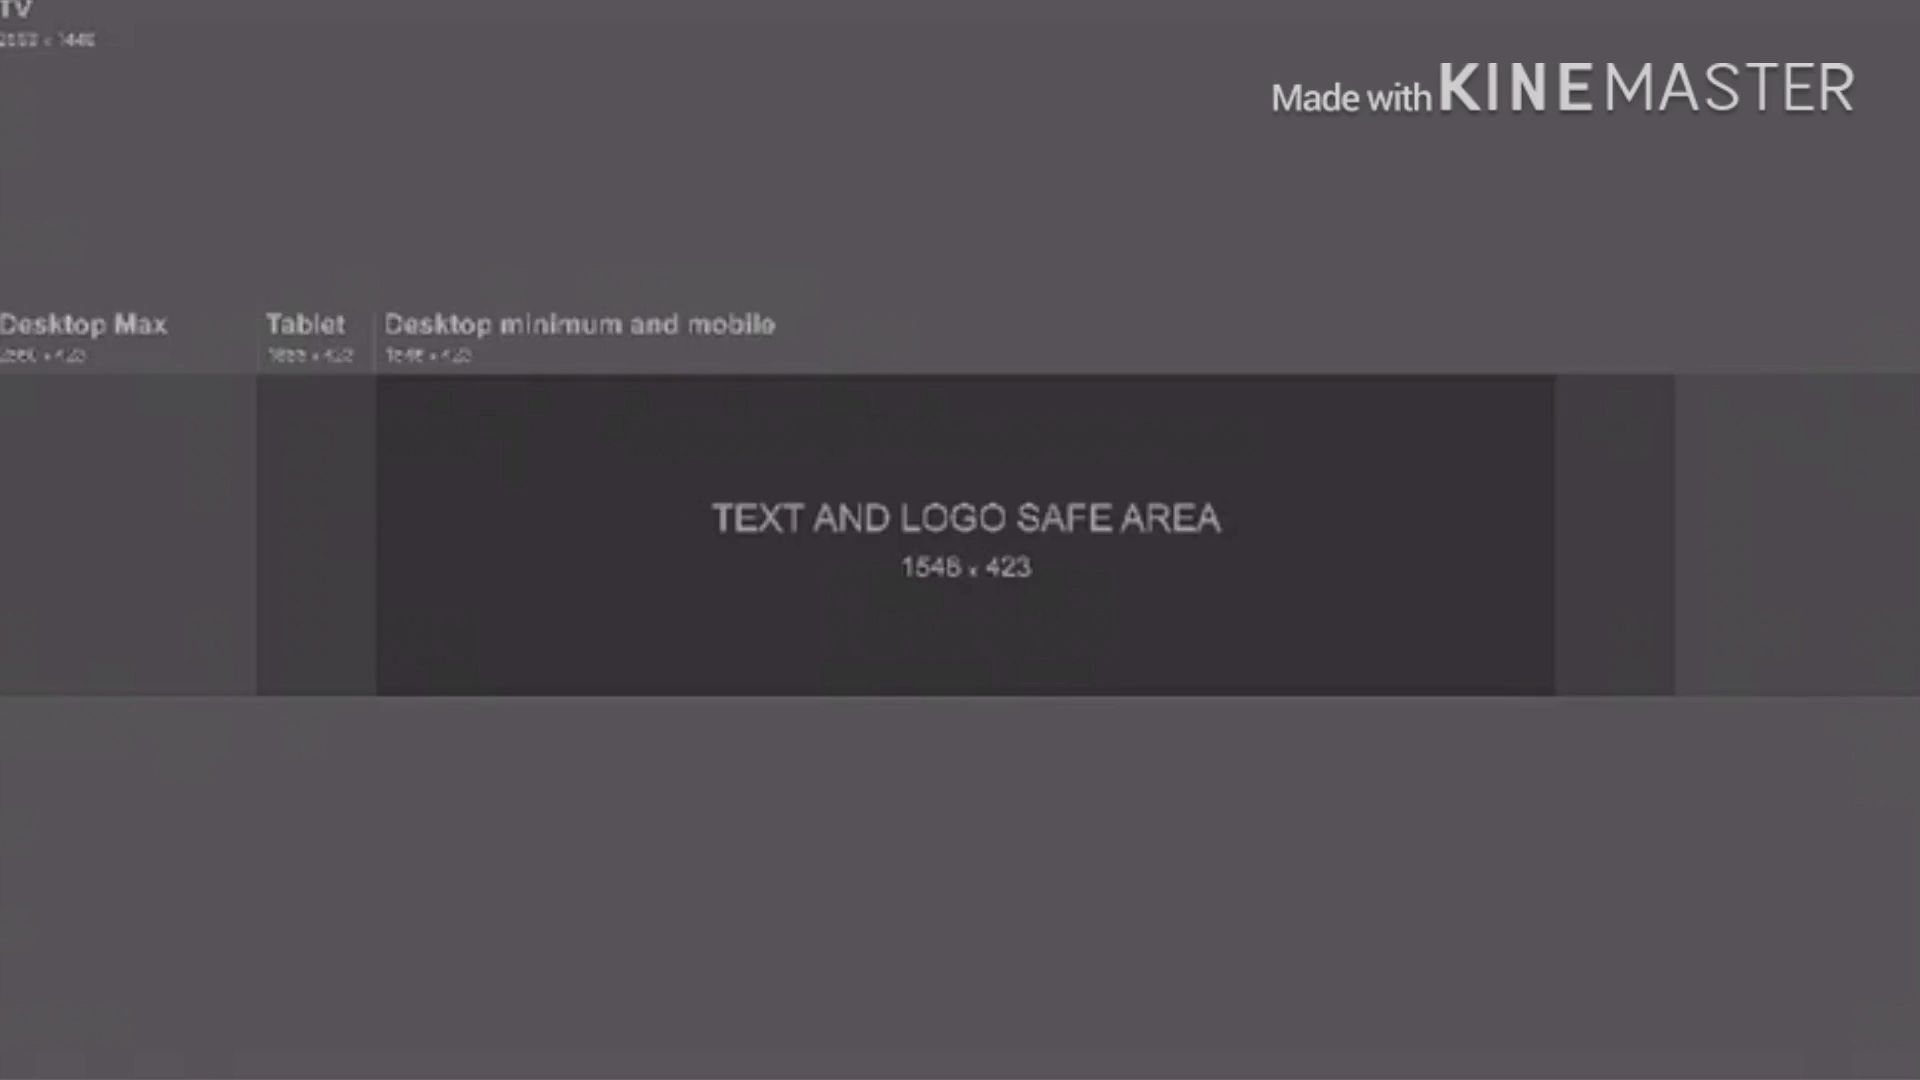 TV
Made with KINEMASTER
Desktop Max
Tablet
Desktop minimum and mobile
TEXT AND LOGO SAFE AREA
1546 x 423